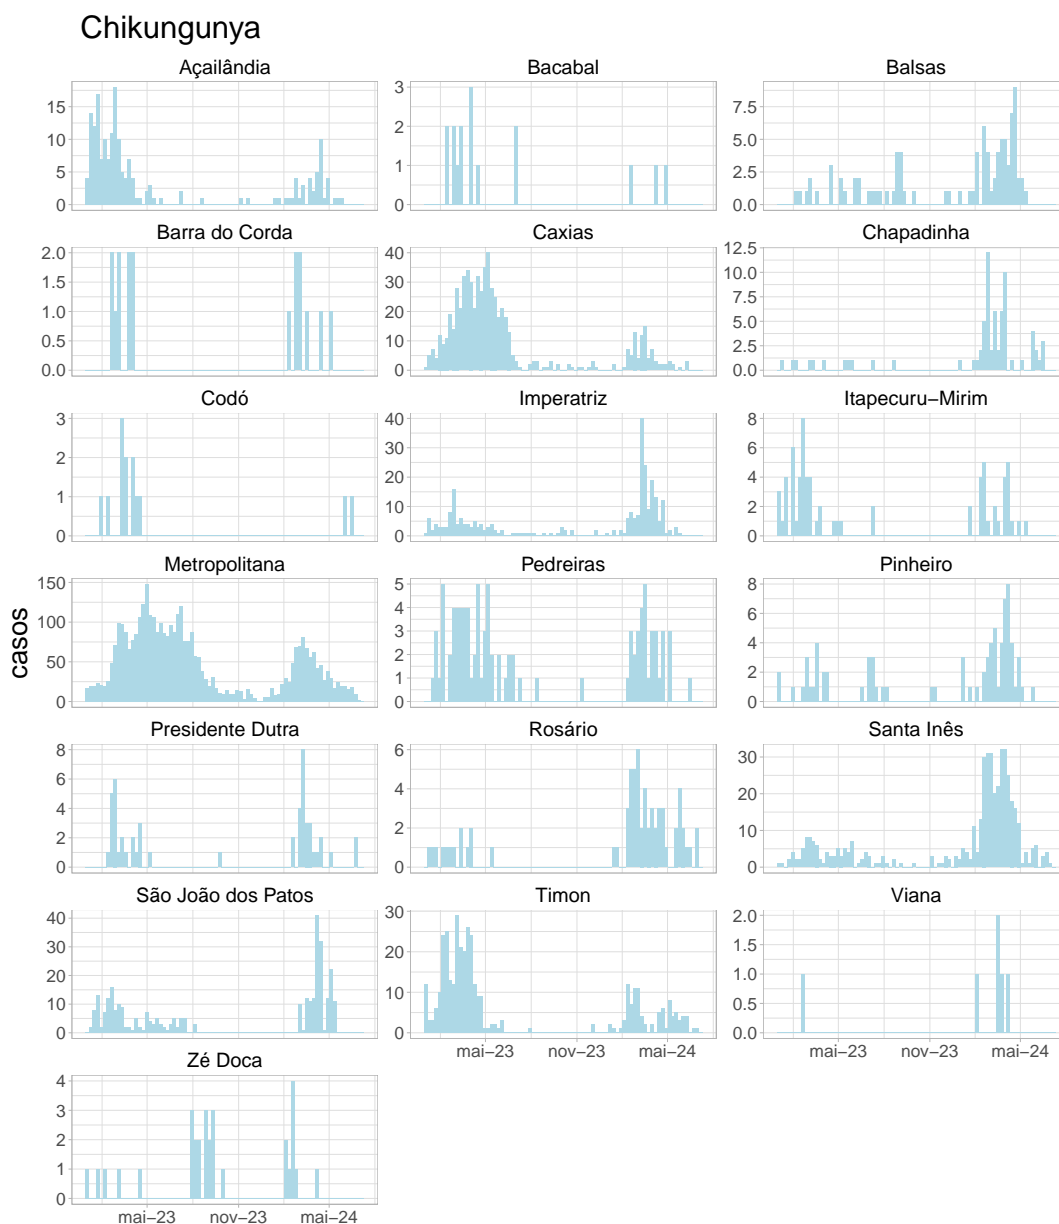 Chikungunya
Açailândia Bacabal Balsas
15 10 5 0
3 2 1 0
7.5 5.0 2.5 0.0
Barra do Corda Caxias Chapadinha
2.0 1.5 1.0 0.5 0.0
40 30 20 10 0
12.5 10.0 7.5 5.0 2.5 0.0
Codó Imperatriz Itapecuru−Mirim
3 2 1 0
40 30 20 10 0
8 6 4 2 0
Metropolitana Pedreiras Pinheiro
150 100 50 0
5 4 3 2 1 0
8 6 4 2 0
casos
Presidente Dutra Rosário Santa Inês
8 6 4 2 0
6 4 2 0
30 20 10 0
São João dos Patos Timon Viana
40 30 20 10 0
30 20 10 0
2.0 1.5 1.0 0.5 0.0
mai−23 nov−23 mai−24 mai−23 nov−23 mai−24
Zé Doca
4 3 2 1 0
mai−23 nov−23 mai−24